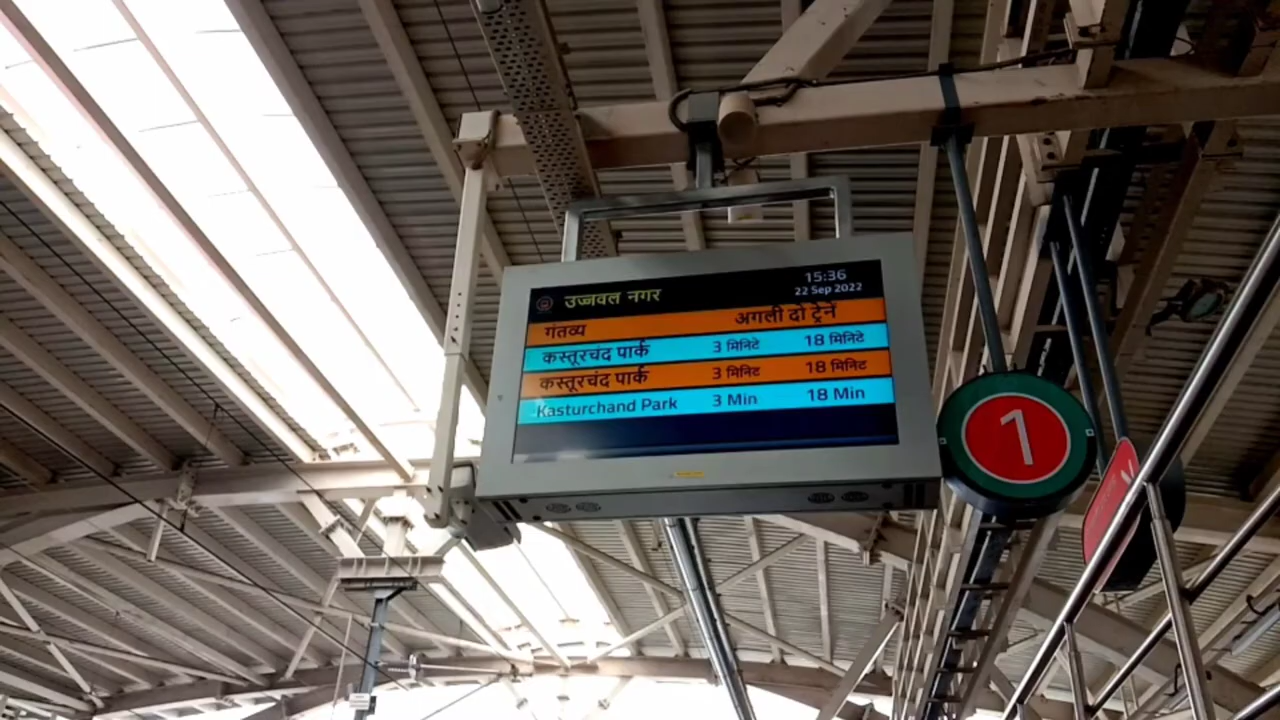 15:36
उज्जवल नगर
22 Sep 2022
गंतव्य अगली दो ट्रेनें
कस्तूरचंद पार्क 3 मिनिटे 18 मिनिटे
कस्तूरचंद पार्क 3 मिनिट 18 मिनिट
Kasturchand Park 3 Min 18 Min
1